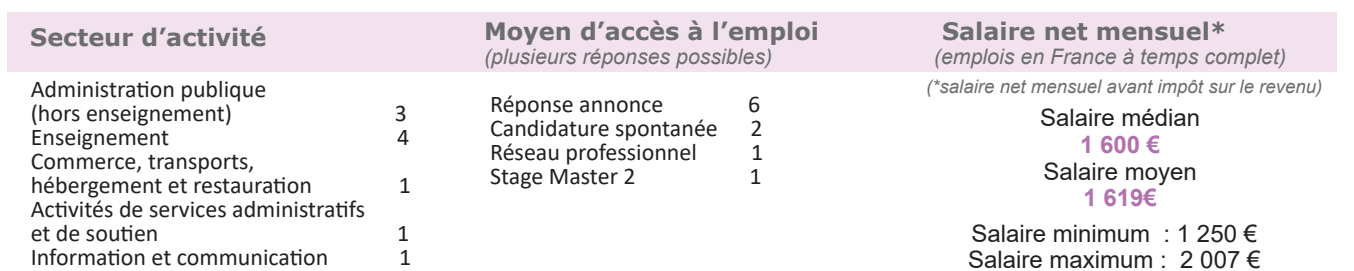 Secteur d’activité
Administration publique
(hors enseignement) 3
Enseignement 4
Commerce, transports,
hébergement et restauration 1
Activités de services administratifs
et de soutien 1
Information et communication 1
Moyen d’accès à l’emploi
(plusieurs réponses possibles)
Réponse annonce 6
Candidature spontanée 2
Réseau professionnel 1
Stage Master 2 1
Salaire net mensuel*
(emplois en France à temps complet)
(*salaire net mensuel avant impôt sur le revenu)
Salaire médian
1 600 €
Salaire moyen
1 619€
Salaire minimum : 1 250 €
Salaire maximum : 2 007 €